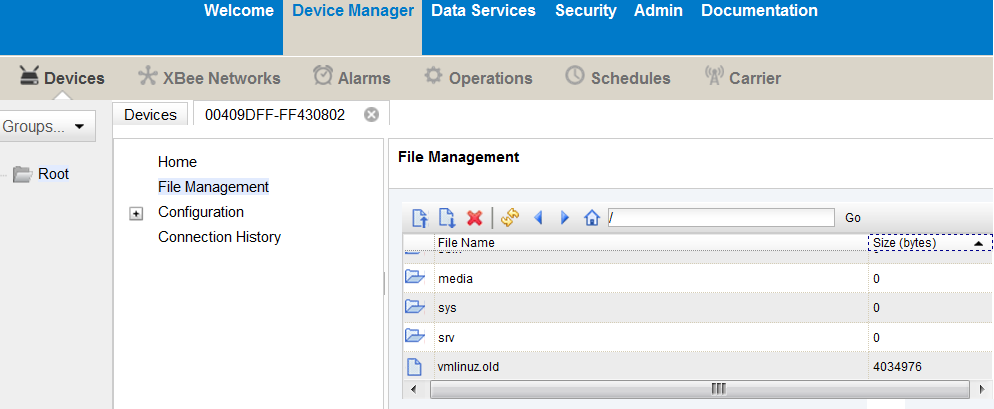 Welcome Device Manager Data Services Security Admin Documentation
Devices XBee Networks Alarms Operations Schedules Carrier
Groups...
Root
Devices 00409DFF-FF430802
Home
File Management
Configuration
Connection History
File Management
/ Go
File Name Size (bytes)
media 0
sys 0
srv 0
vmlinuz.old 4034976